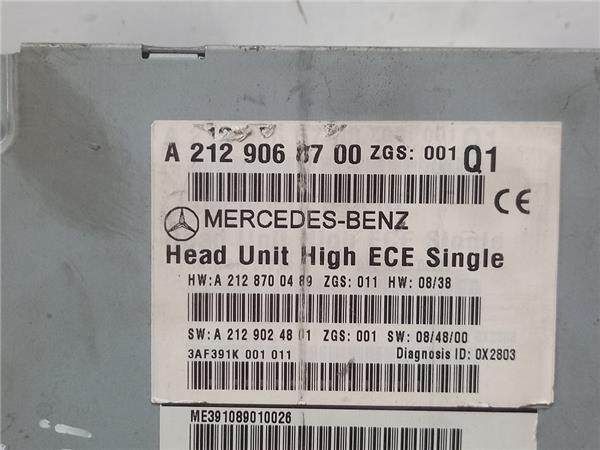 A 212 906 87 00 ZGS: 001 Q1
CE
MERCEDES-BENZ
Head Unit High ECE Single
HW: A 212 870 04 89 ZGS: 011 HW: 08/38
SW: A 212 902 48 01 ZGS: 001 SW: 08/48/00
3AF391K 001 011 Diagnosis ID: 0X2803
ME391089010026